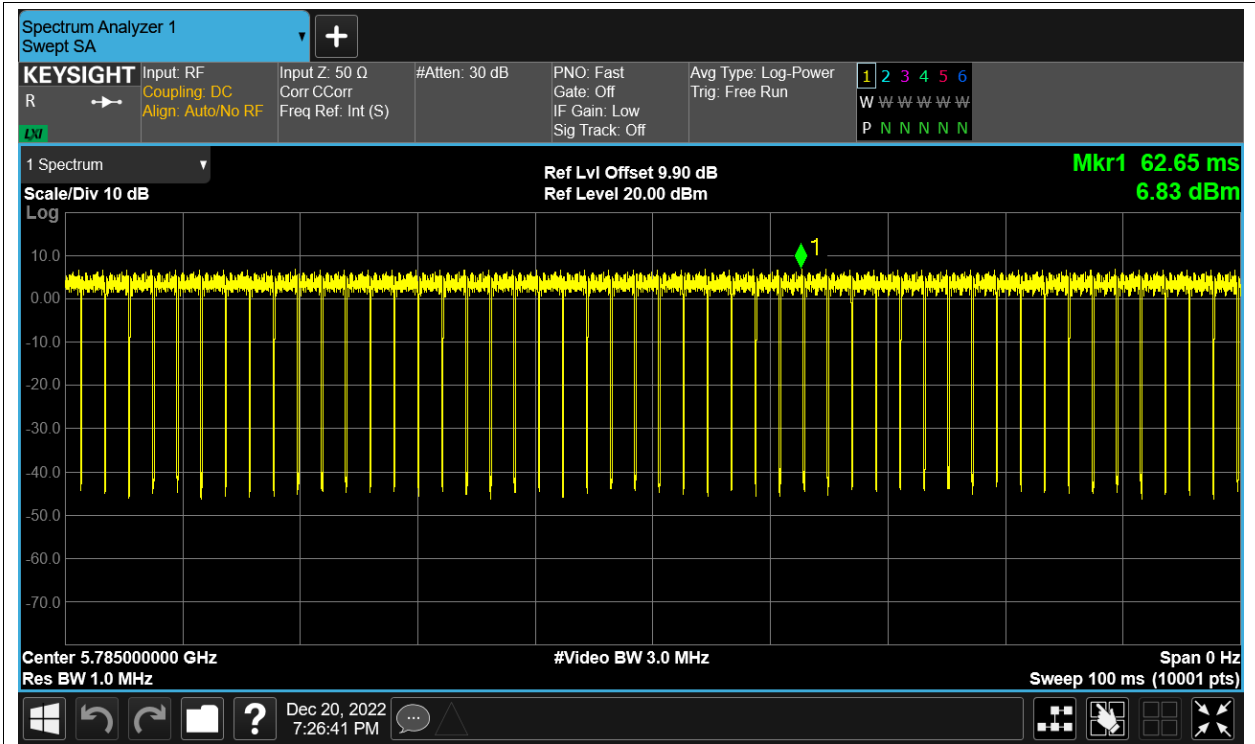 Spectrum Analyzer 1
Swept SA
KEYSIGHT
R
LXI
Input: RF
Coupling: DC
Align: Auto/No RF
Input Z: 50 Ω
Corr CCorr
Freq Ref: Int (S)
#Atten: 30 dB
PNO: Fast
Gate: Off
IF Gain: Low
Sig Track: Off
Avg Type: Log-Power
Trig: Free Run
1 2 3 4 5 6
W W W W W W
P N N N N N
1 Spectrum
Scale/Div 10 dB
Log
Ref Lvl Offset 9.90 dB
Ref Level 20.00 dBm
Mkr1 62.65 ms
6.83 dBm
1
10.0
0.00
-10.0
-20.0
-30.0
-40.0
-50.0
-60.0
-70.0
Center 5.785000000 GHz
#Video BW 3.0 MHz
Span 0 Hz
Res BW 1.0 MHz
Sweep 100 ms (10001 pts)
?
Dec 20, 2022
7:26:41 PM